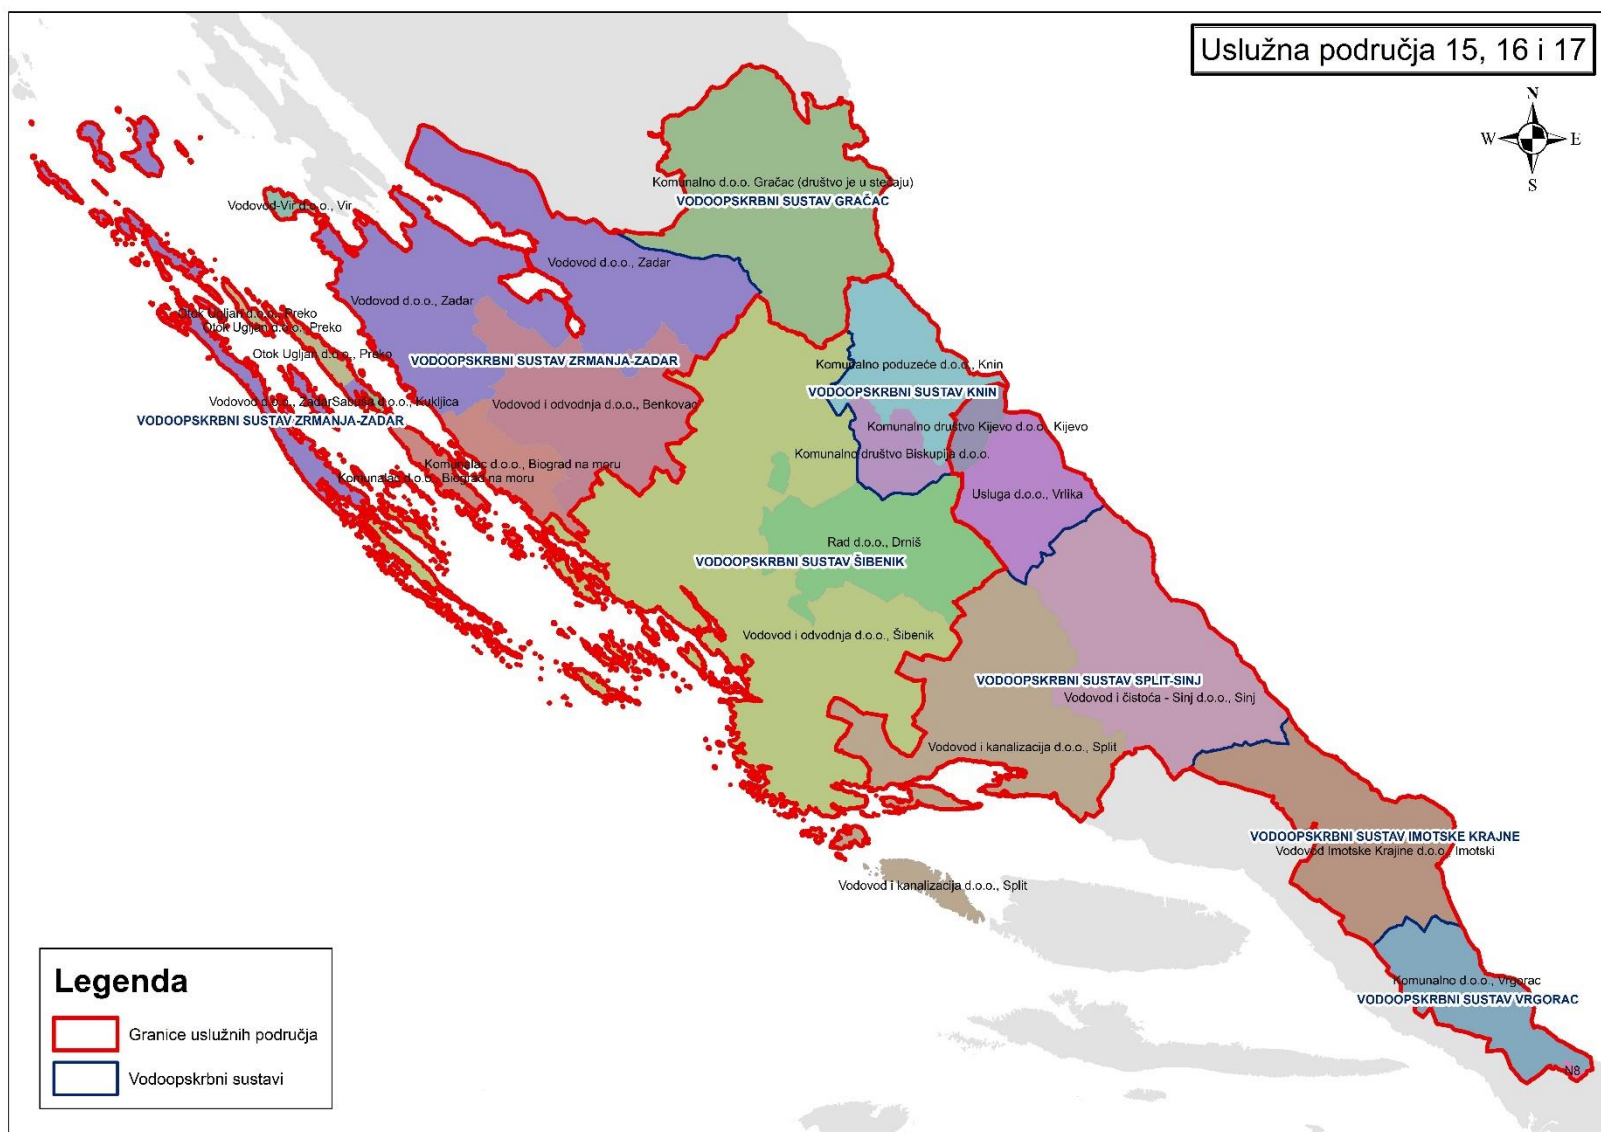 Uslužna područja 15, 16 i 17
N
W
E
S
Komunalno d.o.o. Gračac (društvo je u stečaju)
VODOOPSKRBNI SUSTAV GRAČAC
Vodovod-Vir d.o.o., Vir
Vodovod d.o.o., Zadar
Vodovod d.o.o., Zadar
Otok Ugljan d.o.o., Preko
Otok Ugljan d.o.o., Preko
Otok Ugljan d.o.o., Preko
VODOOPSKRBNI SUSTAV ZRMANJA-ZADAR
Komunalno poduzeće d.o.o., Knin
VODOOPSKRBNI SUSTAV KNIN
Vodovod d.o.o., Zadar
Sabuša d.o.o., Kukljica
Vodovod i odvodnja d.o.o., Benkovac
VODOOPSKRBNI SUSTAV ZRMANJA-ZADAR
Komunalno društvo Kijevo d.o.o., Kijevo
Komunalno društvo Biskupija d.o.o.
Komunalac d.o.o., Biograd na moru
Komunalac d.o.o., Biograd na moru
Usluga d.o.o., Vrlika
Rad d.o.o., Drniš
VODOOPSKRBNI SUSTAV ŠIBENIK
Vodovod i odvodnja d.o.o., Šibenik
VODOOPSKRBNI SUSTAV SPLIT-SINJ
Vodovod i čistoća - Sinj d.o.o., Sinj
Vodovod i kanalizacija d.o.o., Split
VODOOPSKRBNI SUSTAV IMOTSKE KRAJNE
Vodovod Imotske Krajine d.o.o., Imotski
Vodovod i kanalizacija d.o.o., Split
Komunalno d.o.o., Vrgorac
VODOOPSKRBNI SUSTAV VRGORAC
N8
Legenda
Granice uslužnih područja
Vodoopskrbni sustavi